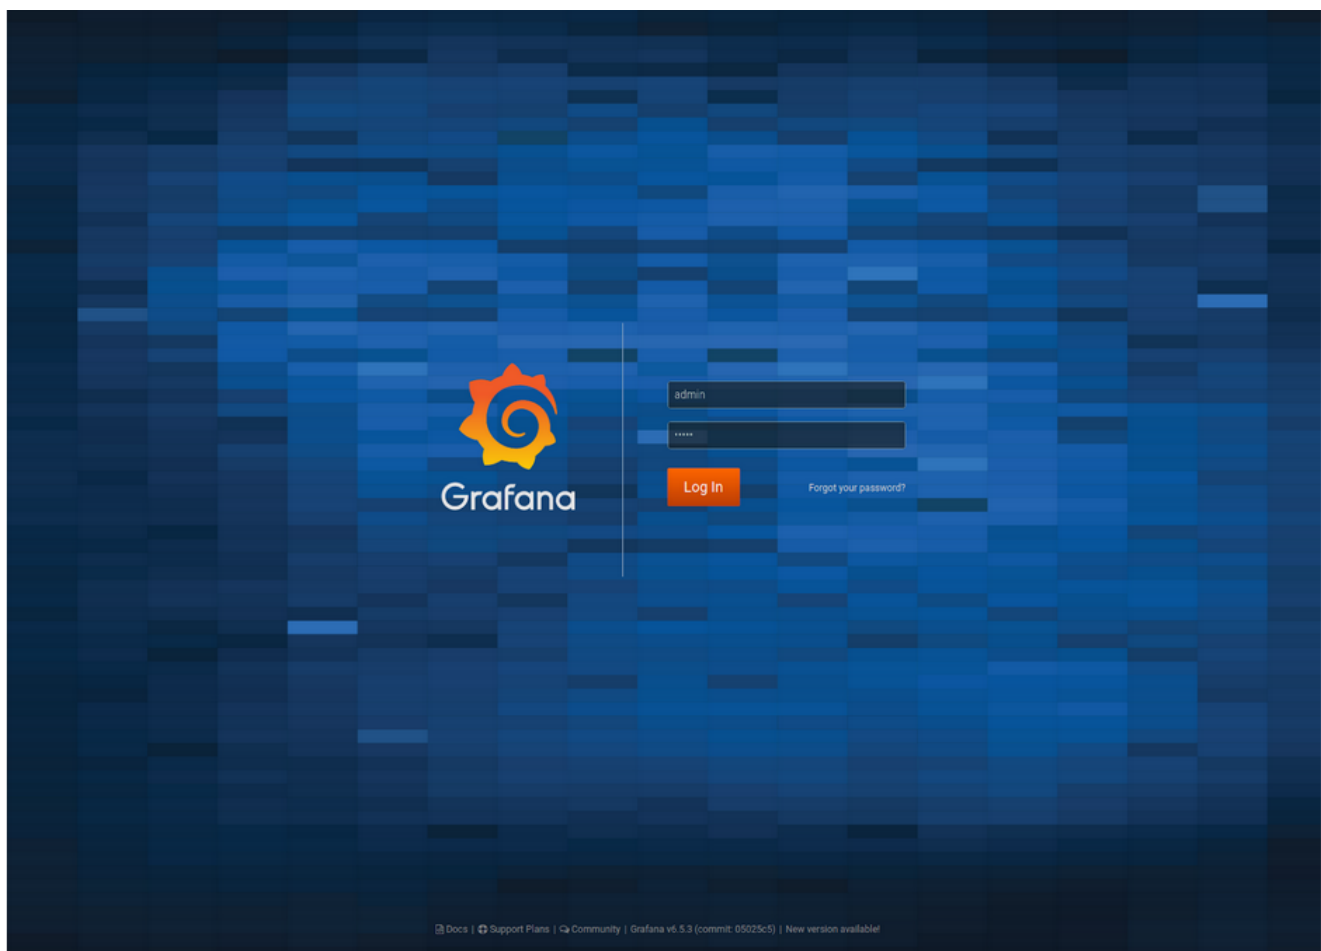 admin
•••••
Log In
Forgot your password?
Grafana
Docs | Support Plans | Community | Grafana v6.5.3 (commit: 05025c5) | New version available!